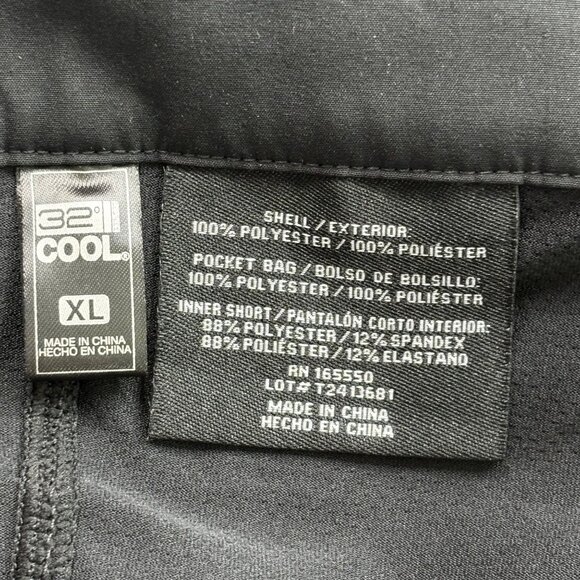 32°
COOL®
XL
MADE IN CHINA
HECHO EN CHINA
SHELL / EXTERIOR:
100% POLYESTER / 100% POLIÉSTER
POCKET BAG / BOLSO DE BOLSILLO:
100% POLYESTER / 100% POLIÉSTER
INNER SHORT / PANTALÓN CORTO INTERIOR:
88% POLYESTER / 12% SPANDEX
88% POLIÉSTER / 12% ELASTANO
RN 165550
LOT# T2413681
MADE IN CHINA
HECHO EN CHINA